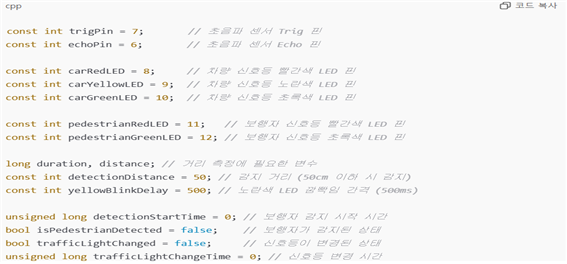 cpp
코드 복사
const int trigPin = 7; // 초음파 센서 Trig 핀
const int echoPin = 6; // 초음파 센서 Echo 핀
const int carRedLED = 8; // 차량 신호등 빨간색 LED 핀
const int carYellowLED = 9; // 차량 신호등 노란색 LED 핀
const int carGreenLED = 10; // 차량 신호등 초록색 LED 핀
const int pedestrianRedLED = 11; // 보행자 신호등 빨간색 LED 핀
const int pedestrianGreenLED = 12; // 보행자 신호등 초록색 LED 핀
long duration, distance; // 거리 측정에 필요한 변수
const int detectionDistance = 50; // 감지 거리 (50cm 이하 시 감지)
const int yellowBlinkDelay = 500; // 노란색 LED 깜빡임 간격 (500ms)
unsigned long detectionStartTime = 0; // 보행자 감지 시작 시간
bool isPedestrianDetected = false; // 보행자가 감지된 상태
bool trafficLightChanged = false; // 신호등이 변경된 상태
unsigned long trafficLightChangeTime = 0; // 신호등 변경 시간